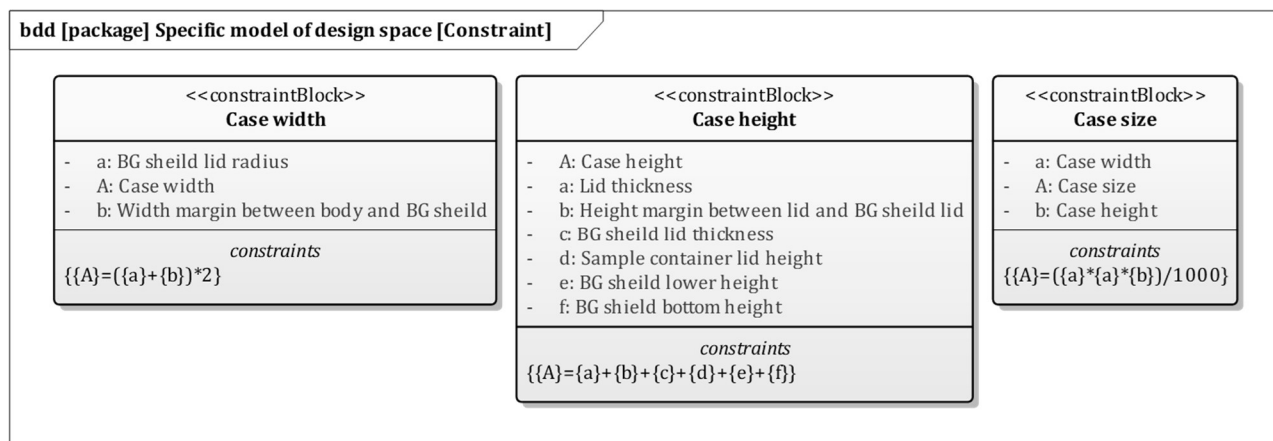 bdd [package] Specific model of design space [Constraint]
<<constraintBlock>>
Case width
- a: BG sheild lid radius
- A: Case width
- b: Width margin between body and BG sheild
constraints
{{A}=({a}+{b})*2}
<<constraintBlock>>
Case height
- A: Case height
- a: Lid thickness
- b: Height margin between lid and BG sheild lid
- c: BG sheild lid thickness
- d: Sample container lid height
- e: BG sheild lower height
- f: BG shield bottom height
constraints
{{A}={a}+{b}+{c}+{d}+{e}+{f}}
<<constraintBlock>>
Case size
- a: Case width
- A: Case size
- b: Case height
constraints
{{A}=({a}*{a}*{b})/1000}